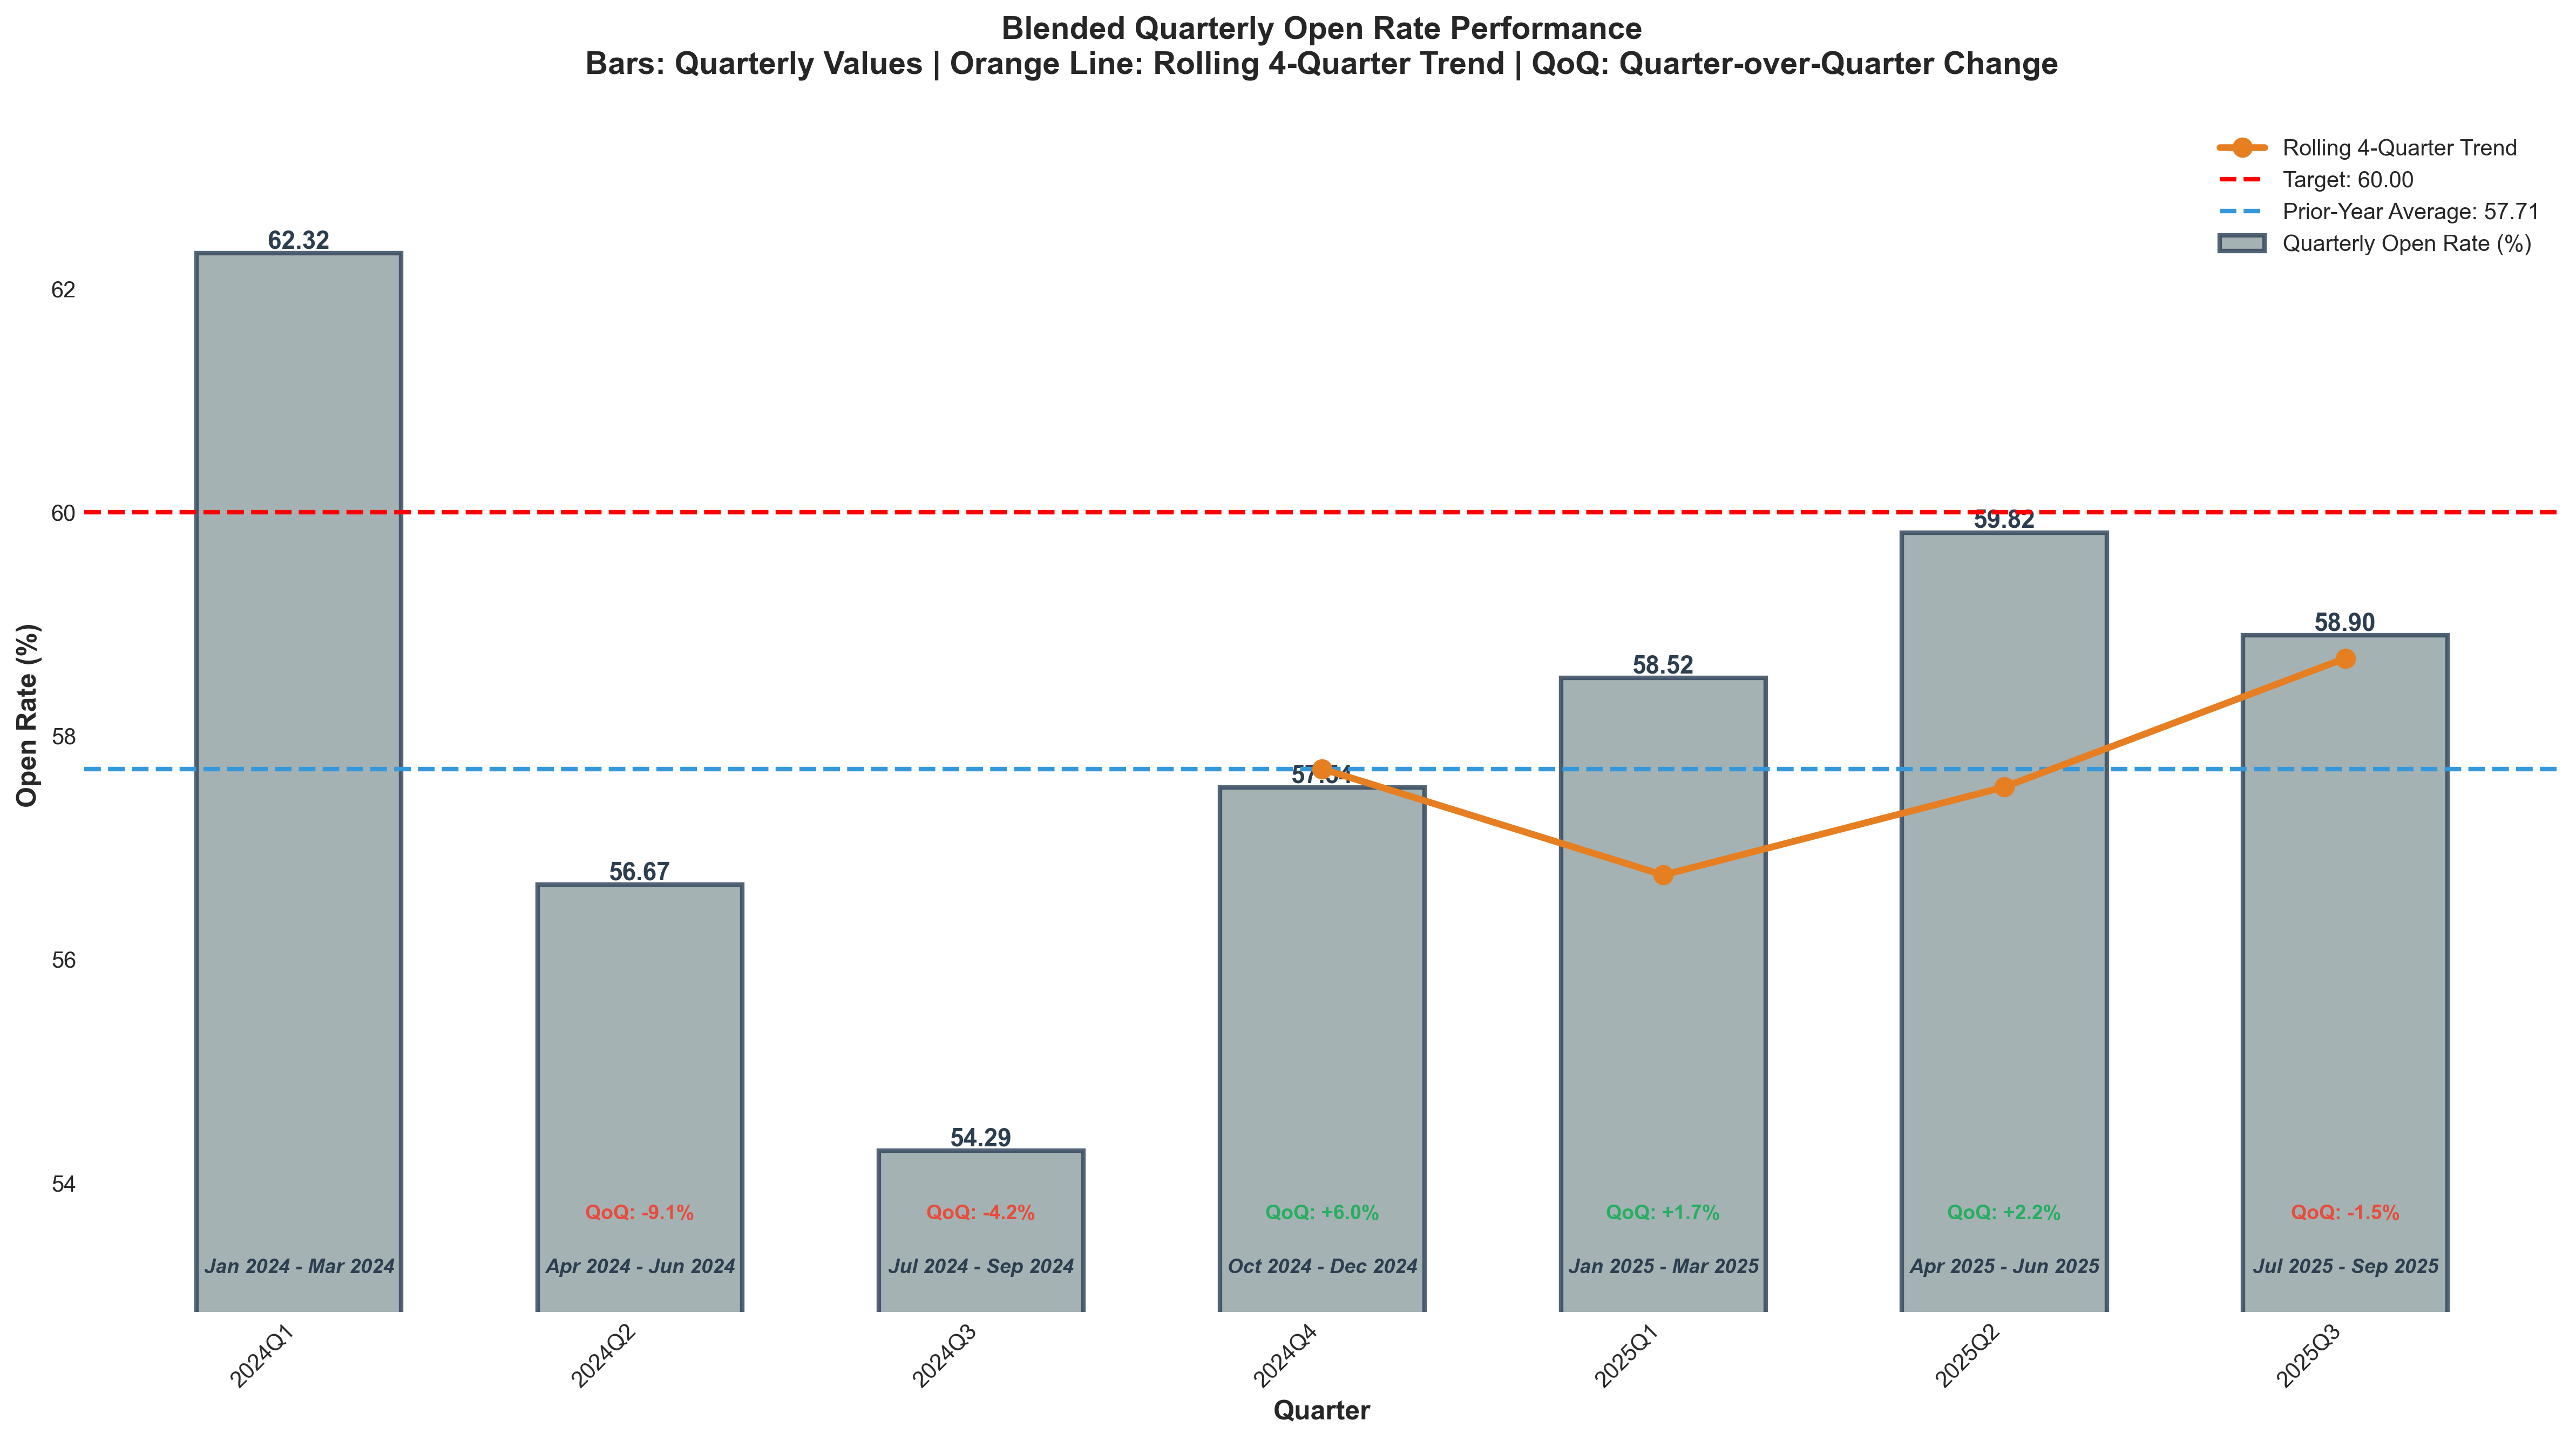 Blended Quarterly Open Rate Performance
Bars: Quarterly Values | Orange Line: Rolling 4-Quarter Trend | QoQ: Quarter-over-Quarter Change
Rolling 4-Quarter Trend
Target: 60.00
Prior-Year Average: 57.71
Quarterly Open Rate (%)
Open Rate (%)
62
60
58
56
54
62.32
56.67
54.29
57.54
58.52
59.82
58.90
QoQ: -9.1%
QoQ: -4.2%
QoQ: +6.0%
QoQ: +1.7%
QoQ: +2.2%
QoQ: -1.5%
Jan 2024 - Mar 2024
Apr 2024 - Jun 2024
Jul 2024 - Sep 2024
Oct 2024 - Dec 2024
Jan 2025 - Mar 2025
Apr 2025 - Jun 2025
Jul 2025 - Sep 2025
2024Q1
2024Q2
2024Q3
2024Q4
2025Q1
2025Q2
2025Q3
Quarter